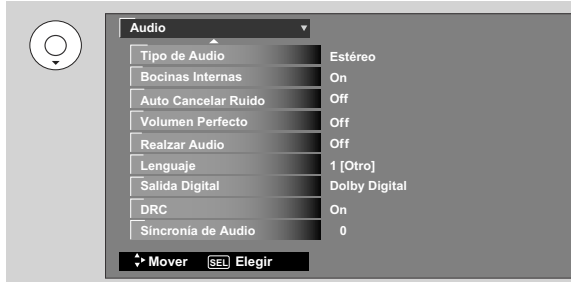 Audio
Tipo de Audio Estéreo
Bocinas Internas On
Auto Cancelar Ruido Off
Volumen Perfecto Off
Realzar Audio Off
Lenguaje 1 [Otro]
Salida Digital Dolby Digital
DRC On
Síncronía de Audio 0
Mover SEL Elegir